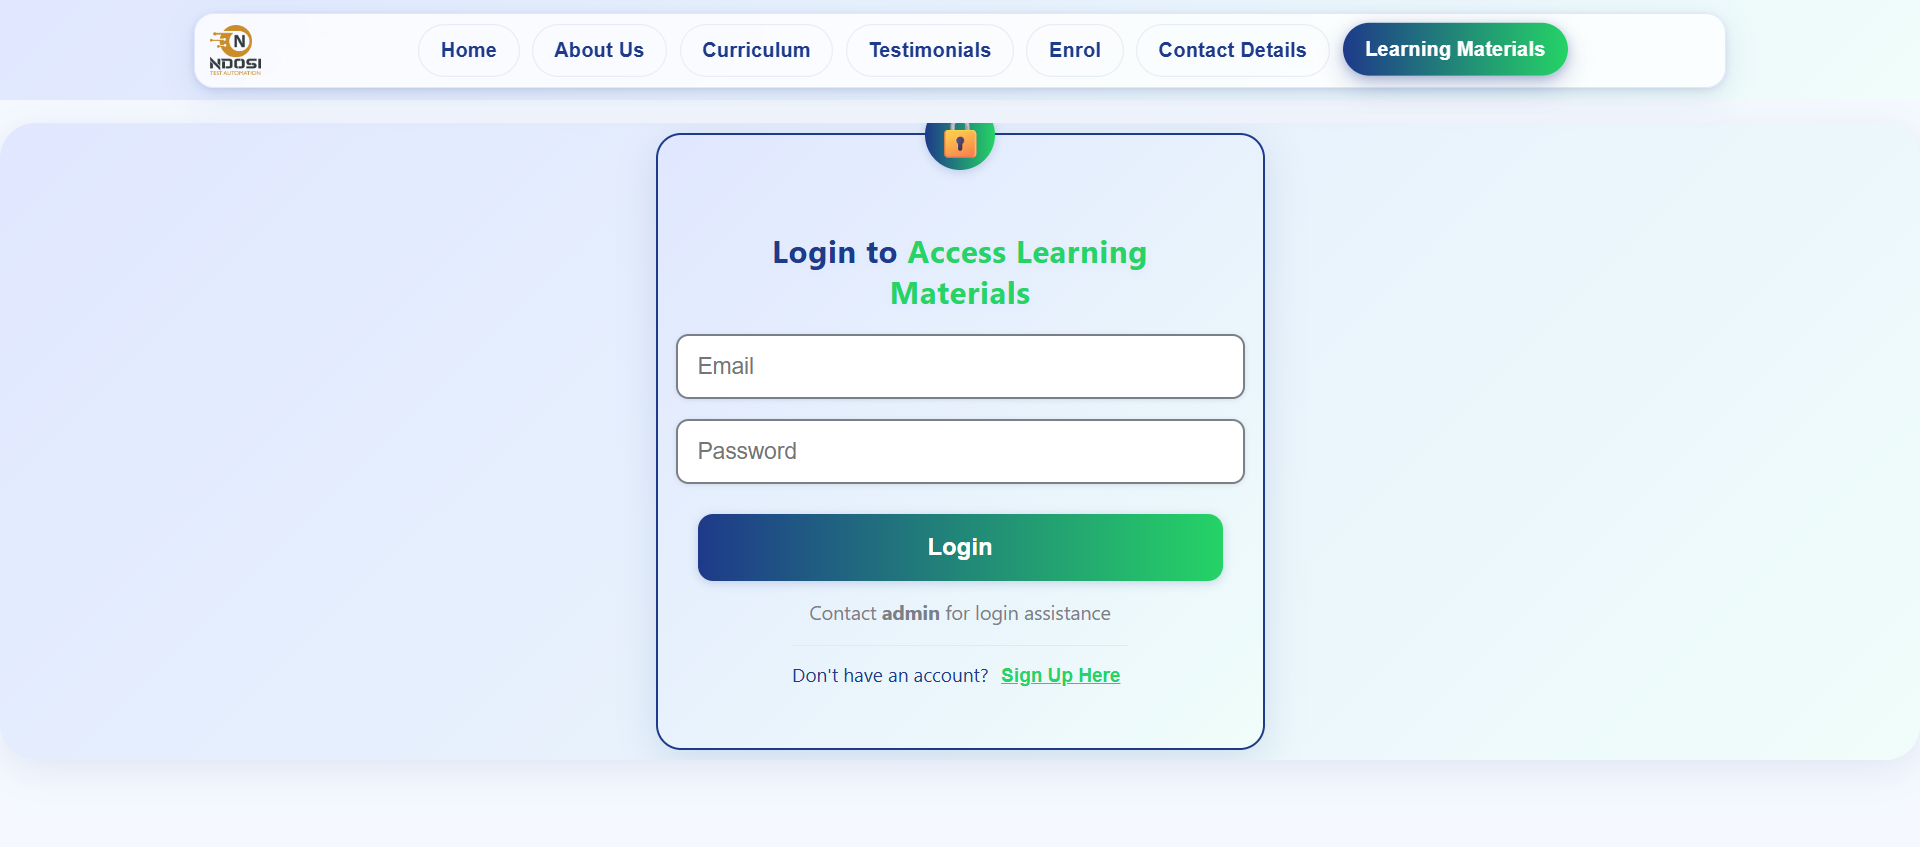 N
NDOSI
TEST AUTOMATION
Home
About Us
Curriculum
Testimonials
Enrol
Contact Details
Learning Materials
Login to Access Learning
Materials
Email
Password
Login
Contact admin for login assistance
Don't have an account? Sign Up Here